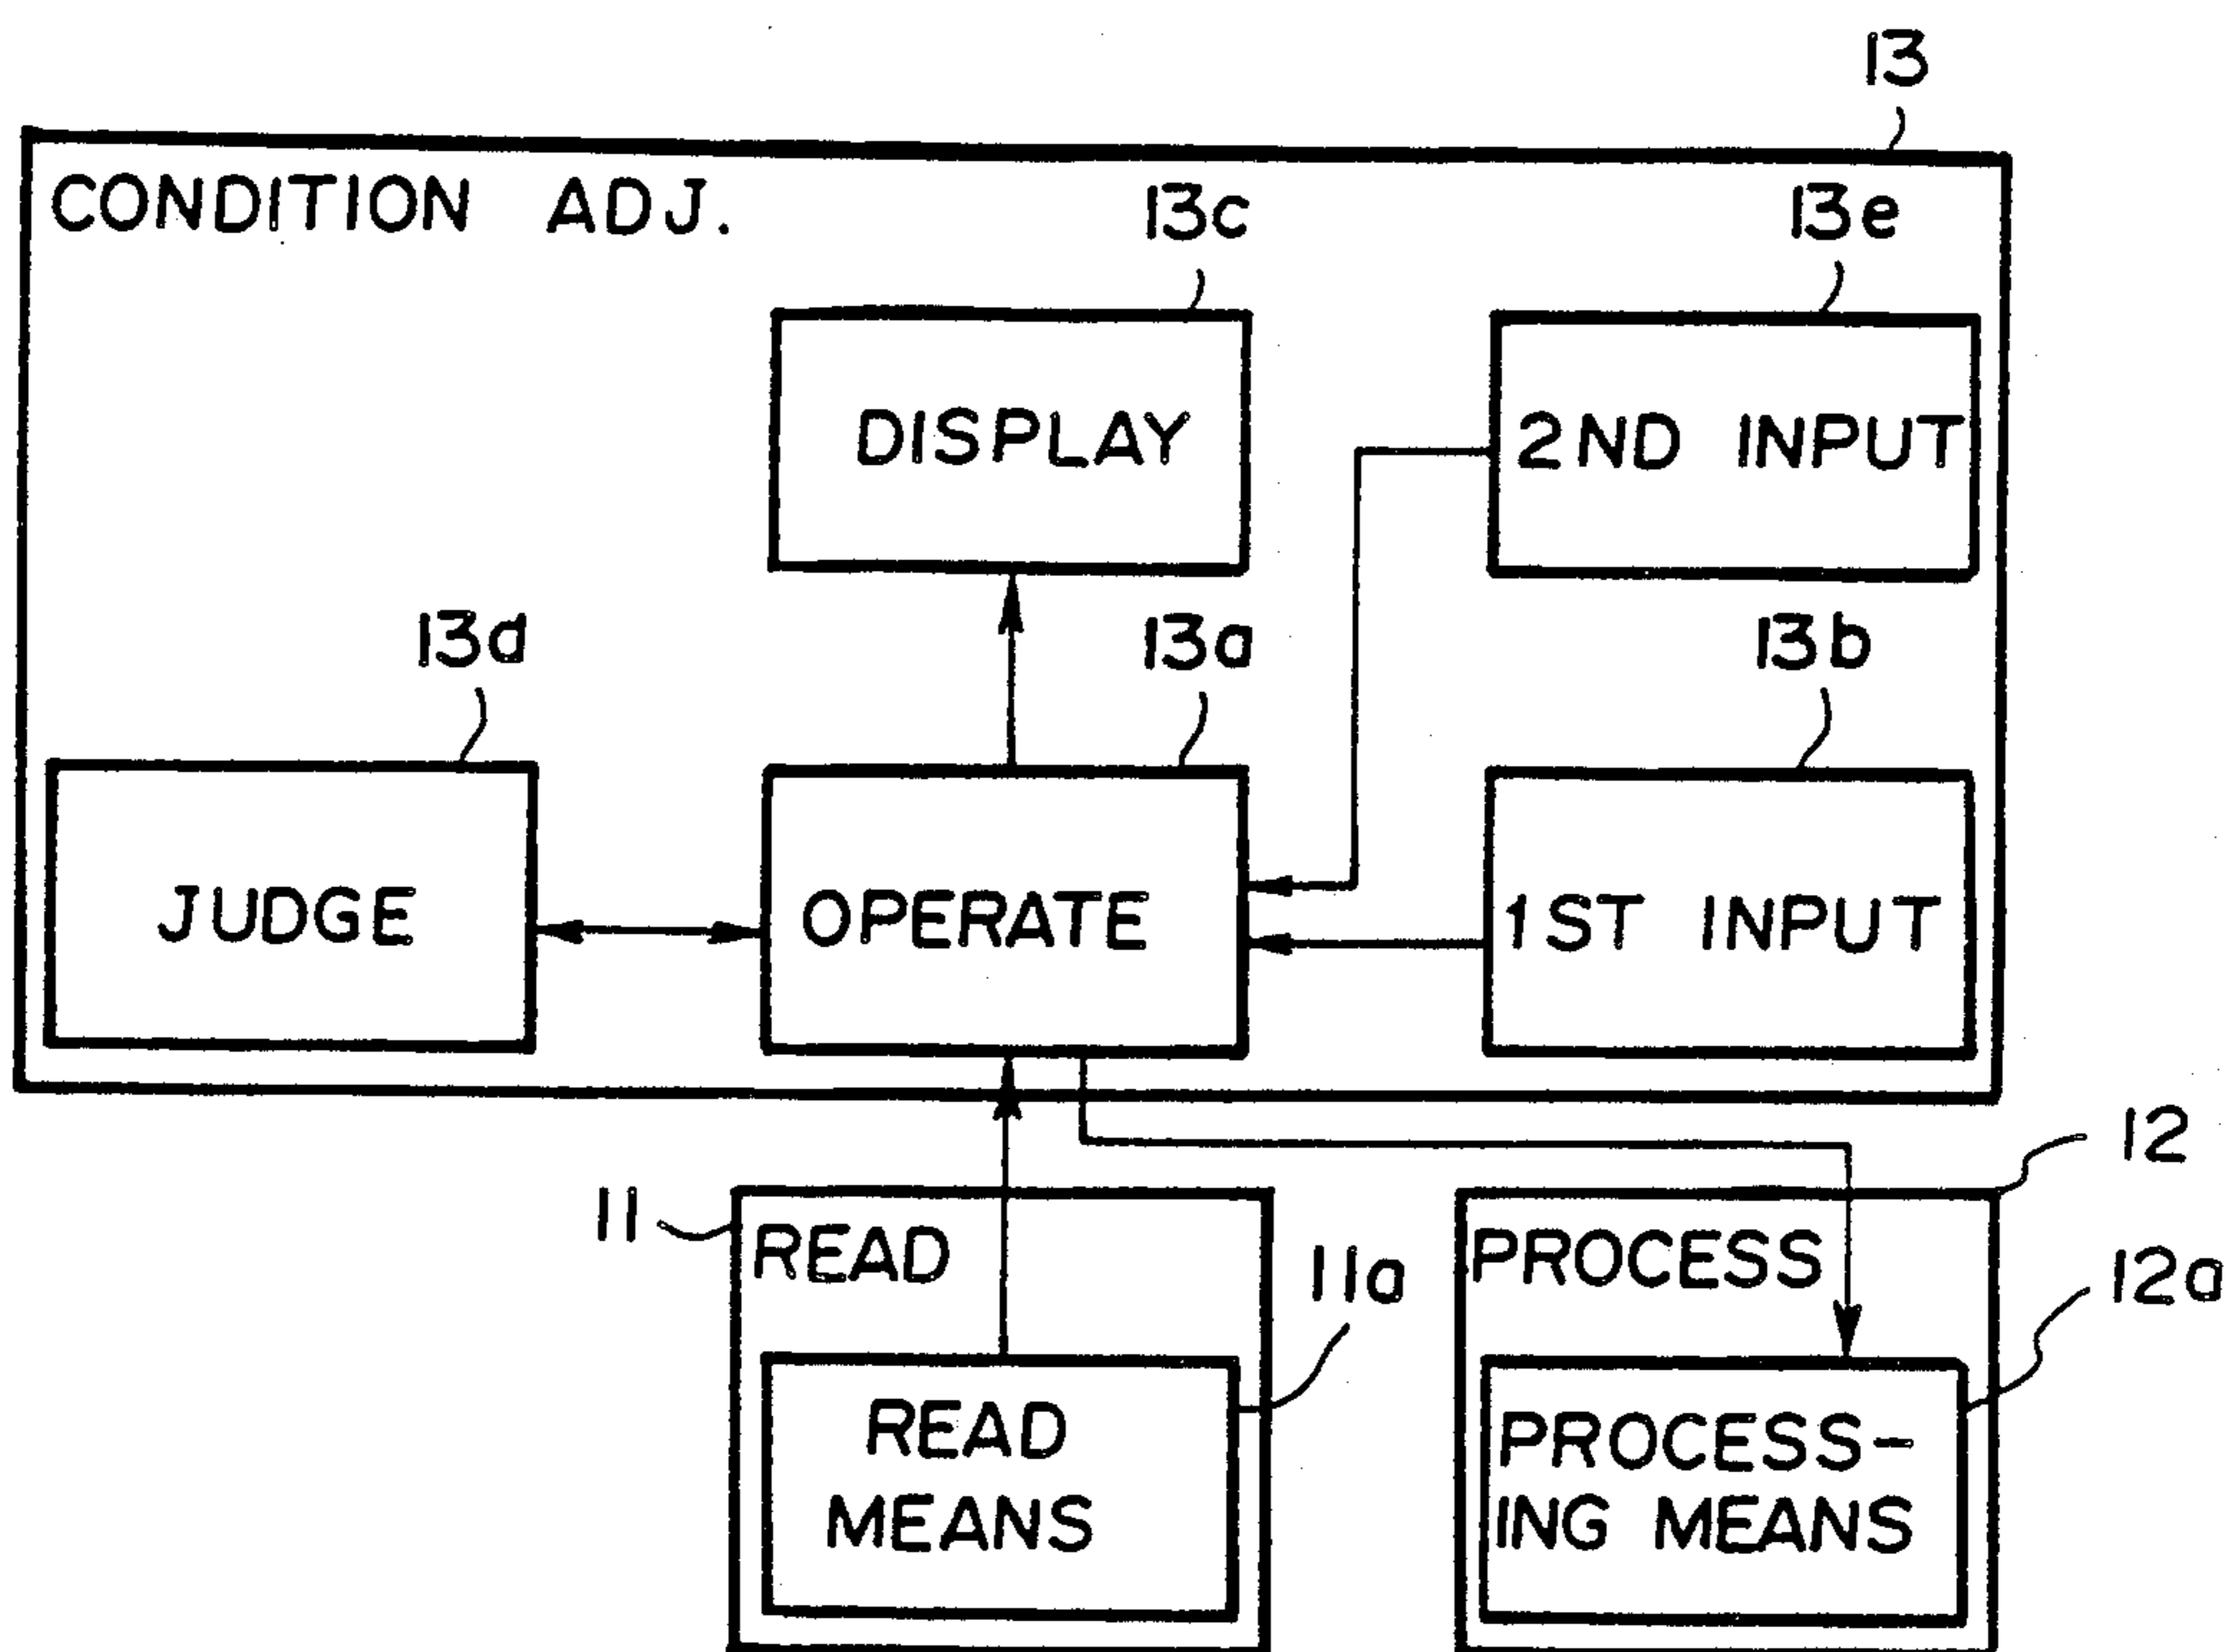 13
CONDITION ADJ.
13c
13e
DISPLAY
2ND INPUT
13d
13a
13b
JUDGE
OPERATE
1ST INPUT
12
11
READ
11a
PROCESS
12a
READ
MEANS
PROCESS-
ING MEANS